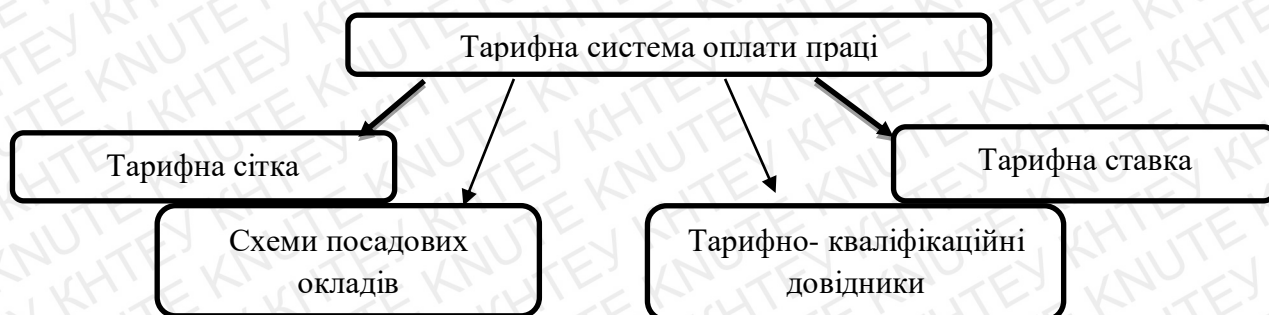 Тарифна система оплати праці
Тарифна сітка
Тарифна ставка
Схеми посадових
окладів
Тарифно- кваліфікаційні
довідники